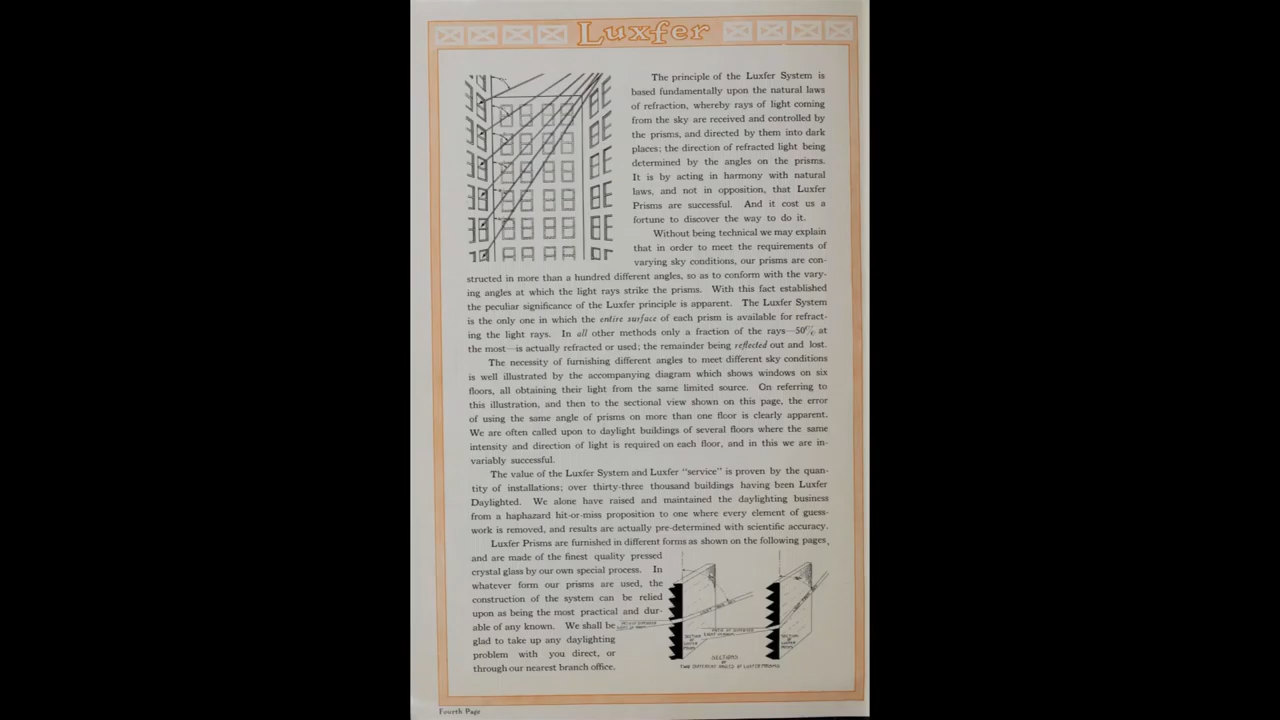 Luxfer
The principle of the Luxfer System is
based fundamentally upon the natural laws
of refraction, whereby rays of light coming
from the sky are received and controlled by
the prisms, and directed by them into dark
places; the direction of refracted light being
determined by the angles on the prisms.
It is by acting in harmony with natural
laws, and not in opposition, that Luxfer
Prisms are successful. And it cost us a
fortune to discover the way to do it.
Without being technical we may explain
that in order to meet the requirements of
varying sky conditions, our prisms are con-
structed in more than a hundred different angles, so as to conform with the vary-
ing angles at which the light rays strike the prisms. With this fact established
the peculiar significance of the Luxfer principle is apparent. The Luxfer System
is the only one in which the entire surface of each prism is available for refract-
ing the light rays. In all other methods only a fraction of the rays—50% at
the most—is actually refracted or used; the remainder being reflected out and lost.
The necessity of furnishing different angles to meet different sky conditions
is well illustrated by the accompanying diagram which shows windows on six
floors, all obtaining their light from the same limited source. On referring to
this illustration, and then to the sectional view shown on this page, the error
of using the same angle of prisms on more than one floor is clearly apparent.
We are often called upon to daylight buildings of several floors where the same
intensity and direction of light is required on each floor, and in this we are in-
variably successful.
The value of the Luxfer System and Luxfer "service" is proven by the quan-
tity of installations; over thirty-three thousand buildings having been Luxfer
Daylighted. We alone have raised and maintained the daylighting business
from a haphazard hit-or-miss proposition to one where every element of guess-
work is removed, and results are actually pre-determined with scientific accuracy.
Luxfer Prisms are furnished in different forms as shown on the following pages,
and are made of the finest quality pressed
crystal glass by our own special process. In
whatever form our prisms are used, the
construction of the system can be relied
upon as being the most practical and dur-
able of any known. We shall be
glad to take up any daylighting
problem with you direct, or
through our nearest branch office.
SECTION
OF
LUXFER
PRISM
SECTION
OF
LUXFER
PRISM
SECTIONS
OF
TWO DIFFERENT ANGLES OF LUXFER PRISMS
Fourth Page